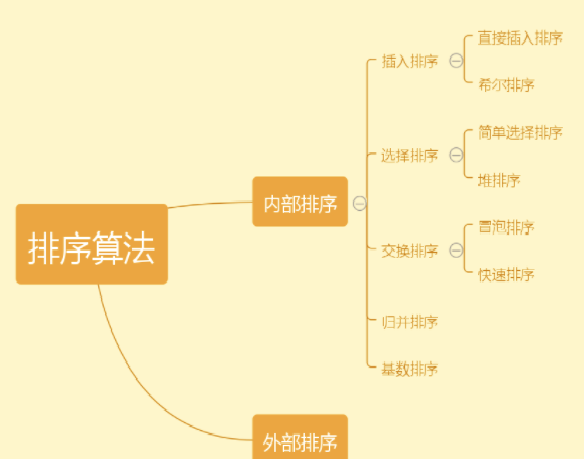 排序算法
内部排序
插入排序
直接插入排序
希尔排序
选择排序
简单选择排序
堆排序
交换排序
冒泡排序
快速排序
归并排序
基数排序
外部排序